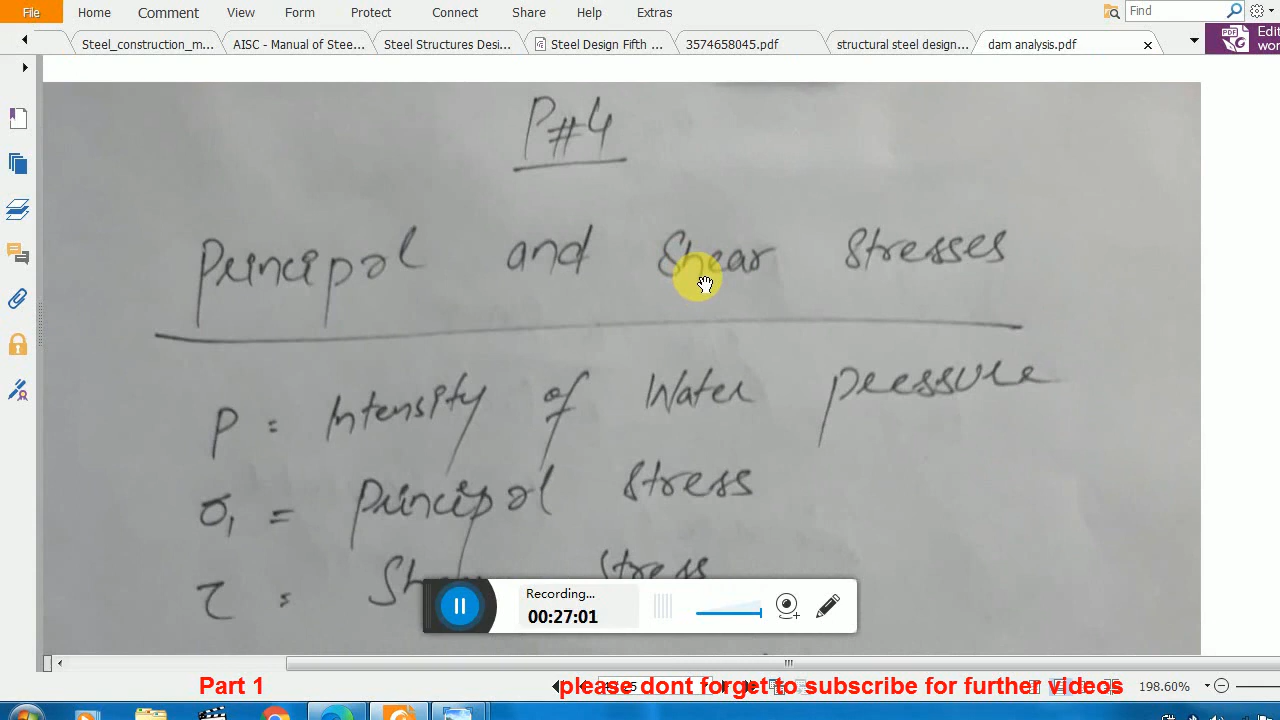 File Home Comment View Form Protect Connect Share Help Extras Find
Steel_construction_m... AISC - Manual of Stee... Steel Structures Desi... Steel Design Fifth ... 3574658045.pdf structural steel design... dam analysis.pdf Edit
wor
P#4
Principal and Shear Stresses
P = Intensity of Water pressure
σ₁ = Principal Stress
τ = Shear Stress
Recording...
00:27:01
Part 1 please dont forget to subscribe for further videos 198.60%